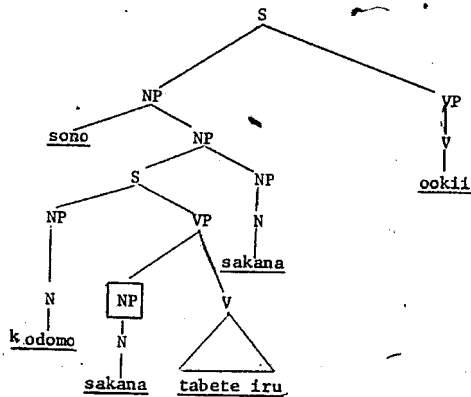 S
NP VP
sono NP V
S NP ookii
NP VP N
sakana
N NP V
kodomo N
sakana tabete iru